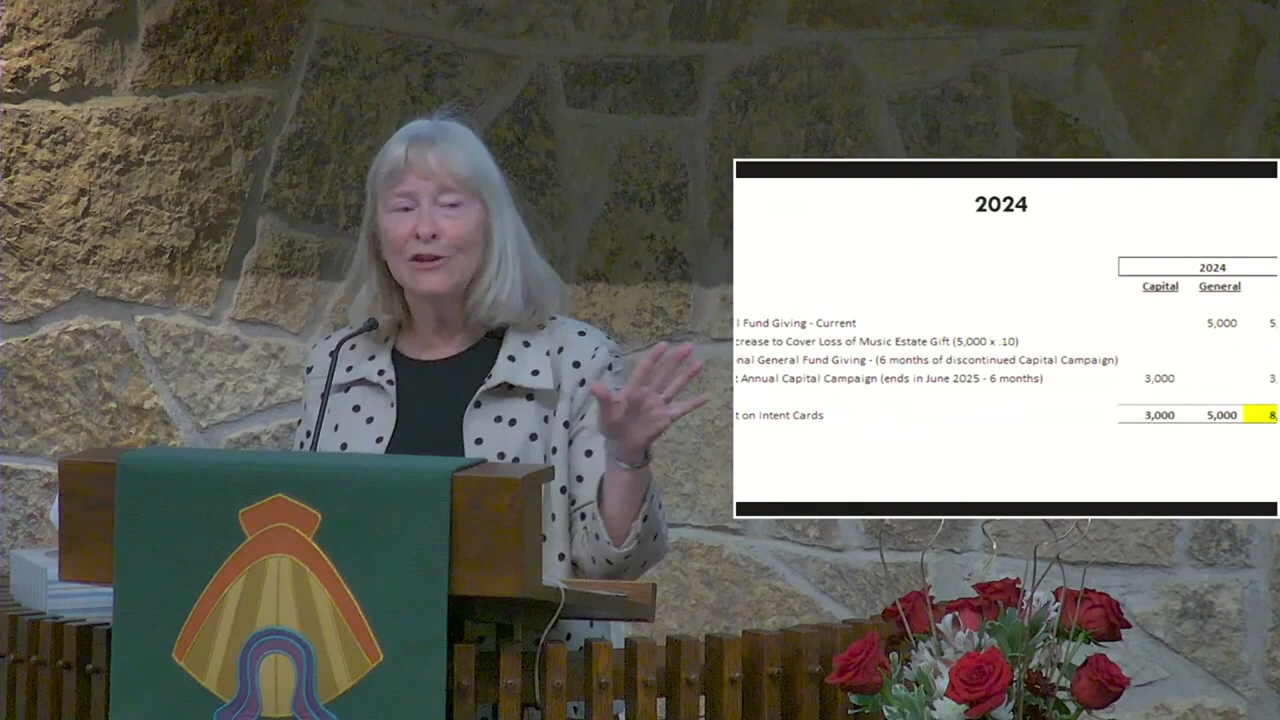 2024
2024
Capital General
l Fund Giving - Current 5,000 5,
crease to Cover Loss of Music Estate Gift (5,000 x .10)
nal General Fund Giving - (6 months of discontinued Capital Campaign)
t Annual Capital Campaign (ends in June 2025 - 6 months) 3,000 3,
t on Intent Cards 3,000 5,000 8,